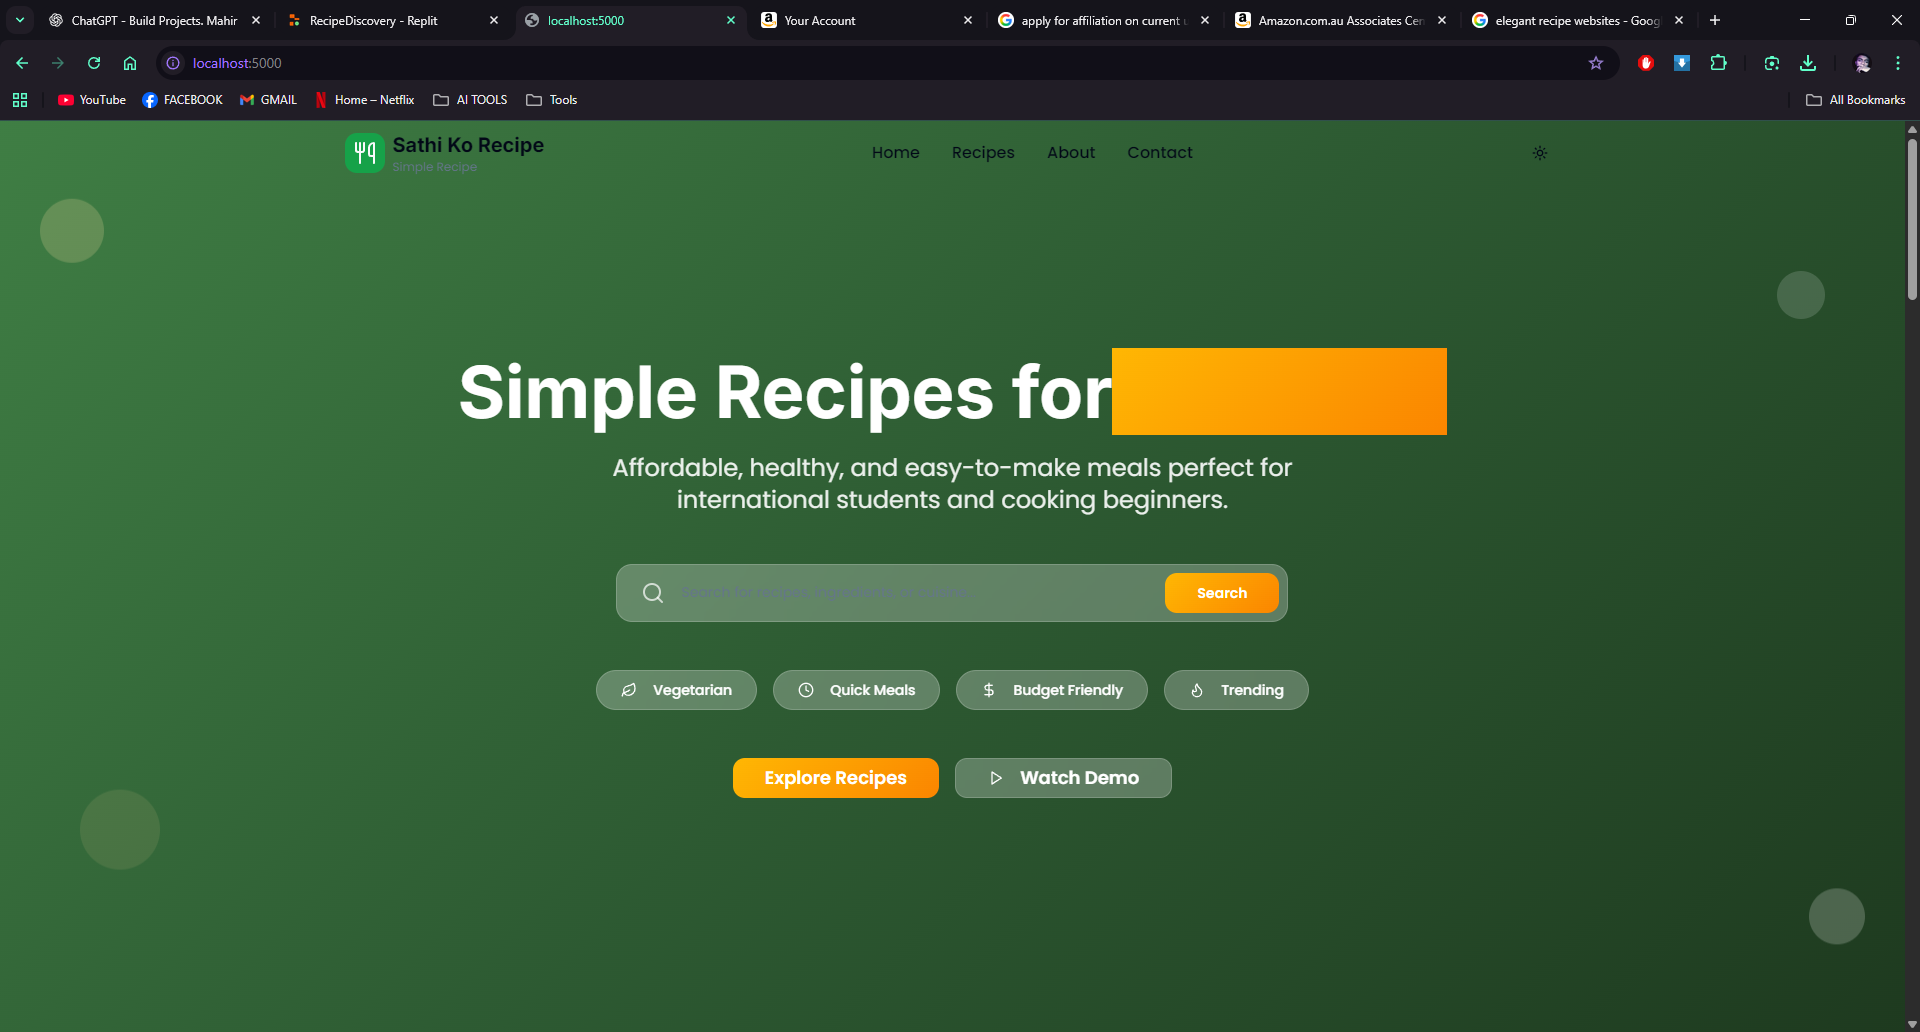 ChatGPT - Build Projects. Mahir
RecipeDiscovery - Replit
localhost:5000
Your Account
apply for affiliation on current u
Amazon.com.au Associates Cen
elegant recipe websites - Goog
localhost:5000
YouTube
FACEBOOK
GMAIL
Home – Netflix
AI TOOLS
Tools
All Bookmarks
Sathi Ko Recipe
Simple Recipe
Home
Recipes
About
Contact
Simple Recipes for
Affordable, healthy, and easy-to-make meals perfect for
international students and cooking beginners.
Search for recipes, ingredients,
Search
Vegetarian
Quick Meals
Budget Friendly
Trending
Explore Recipes
Watch Demo